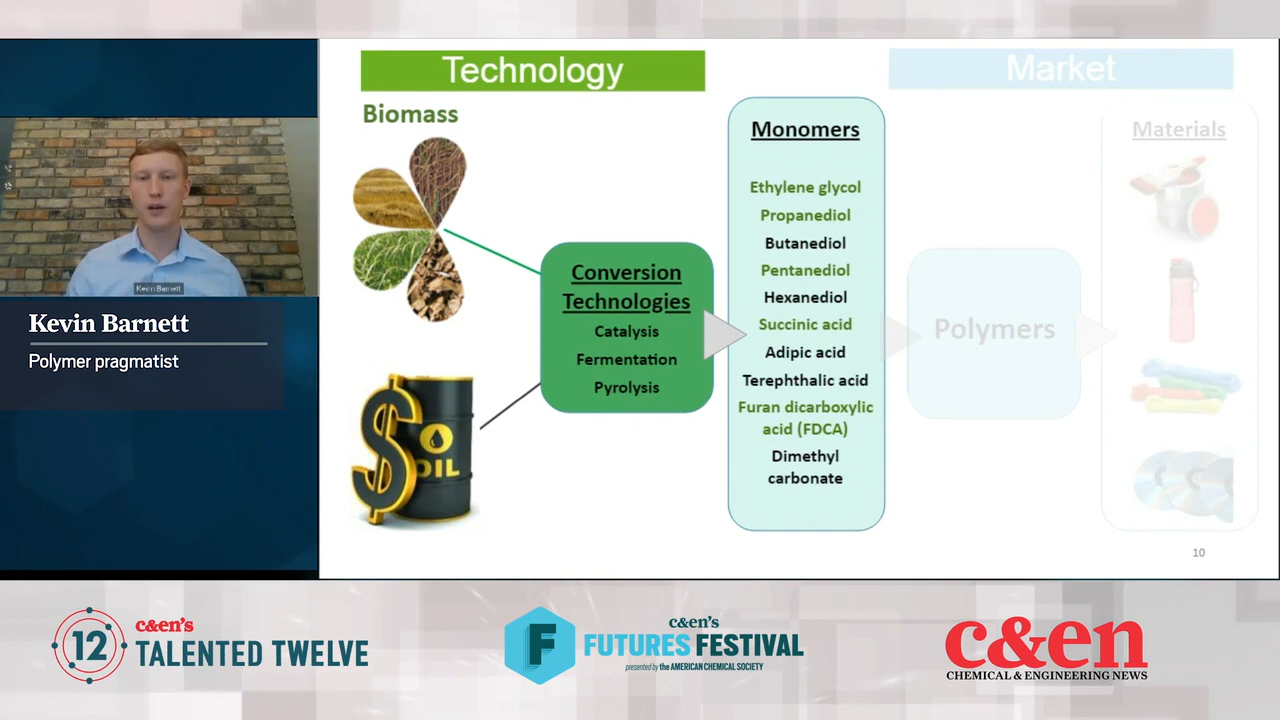 Technology
Market
Biomass
Monomers
Materials
Ethylene glycol
Propanediol
Butanediol
Pentanediol
Hexanediol
Succinic acid
Adipic acid
Terephthalic acid
Furan dicarboxylic
acid (FDCA)
Dimethyl
carbonate
Conversion
Technologies
Catalysis
Fermentation
Pyrolysis
Polymers
$
OIL
10
Kevin Barnett
Kevin Barnett
Polymer pragmatist
12
c&en's
TALENTED TWELVE
F
c&en's
FUTURES FESTIVAL
presented by the AMERICAN CHEMICAL SOCIETY
c&en
CHEMICAL & ENGINEERING NEWS